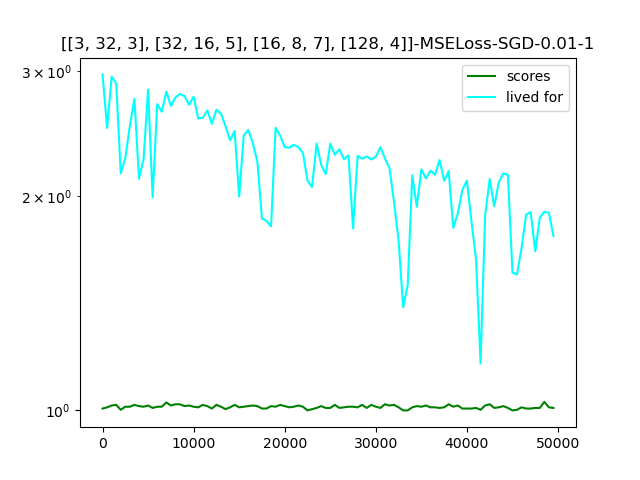 [[3, 32, 3], [32, 16, 5], [16, 8, 7], [128, 4]]-MSELoss-SGD-0.01-1
3 × 10⁰
scores
lived for
2 × 10⁰
10⁰
0 10000 20000 30000 40000 50000